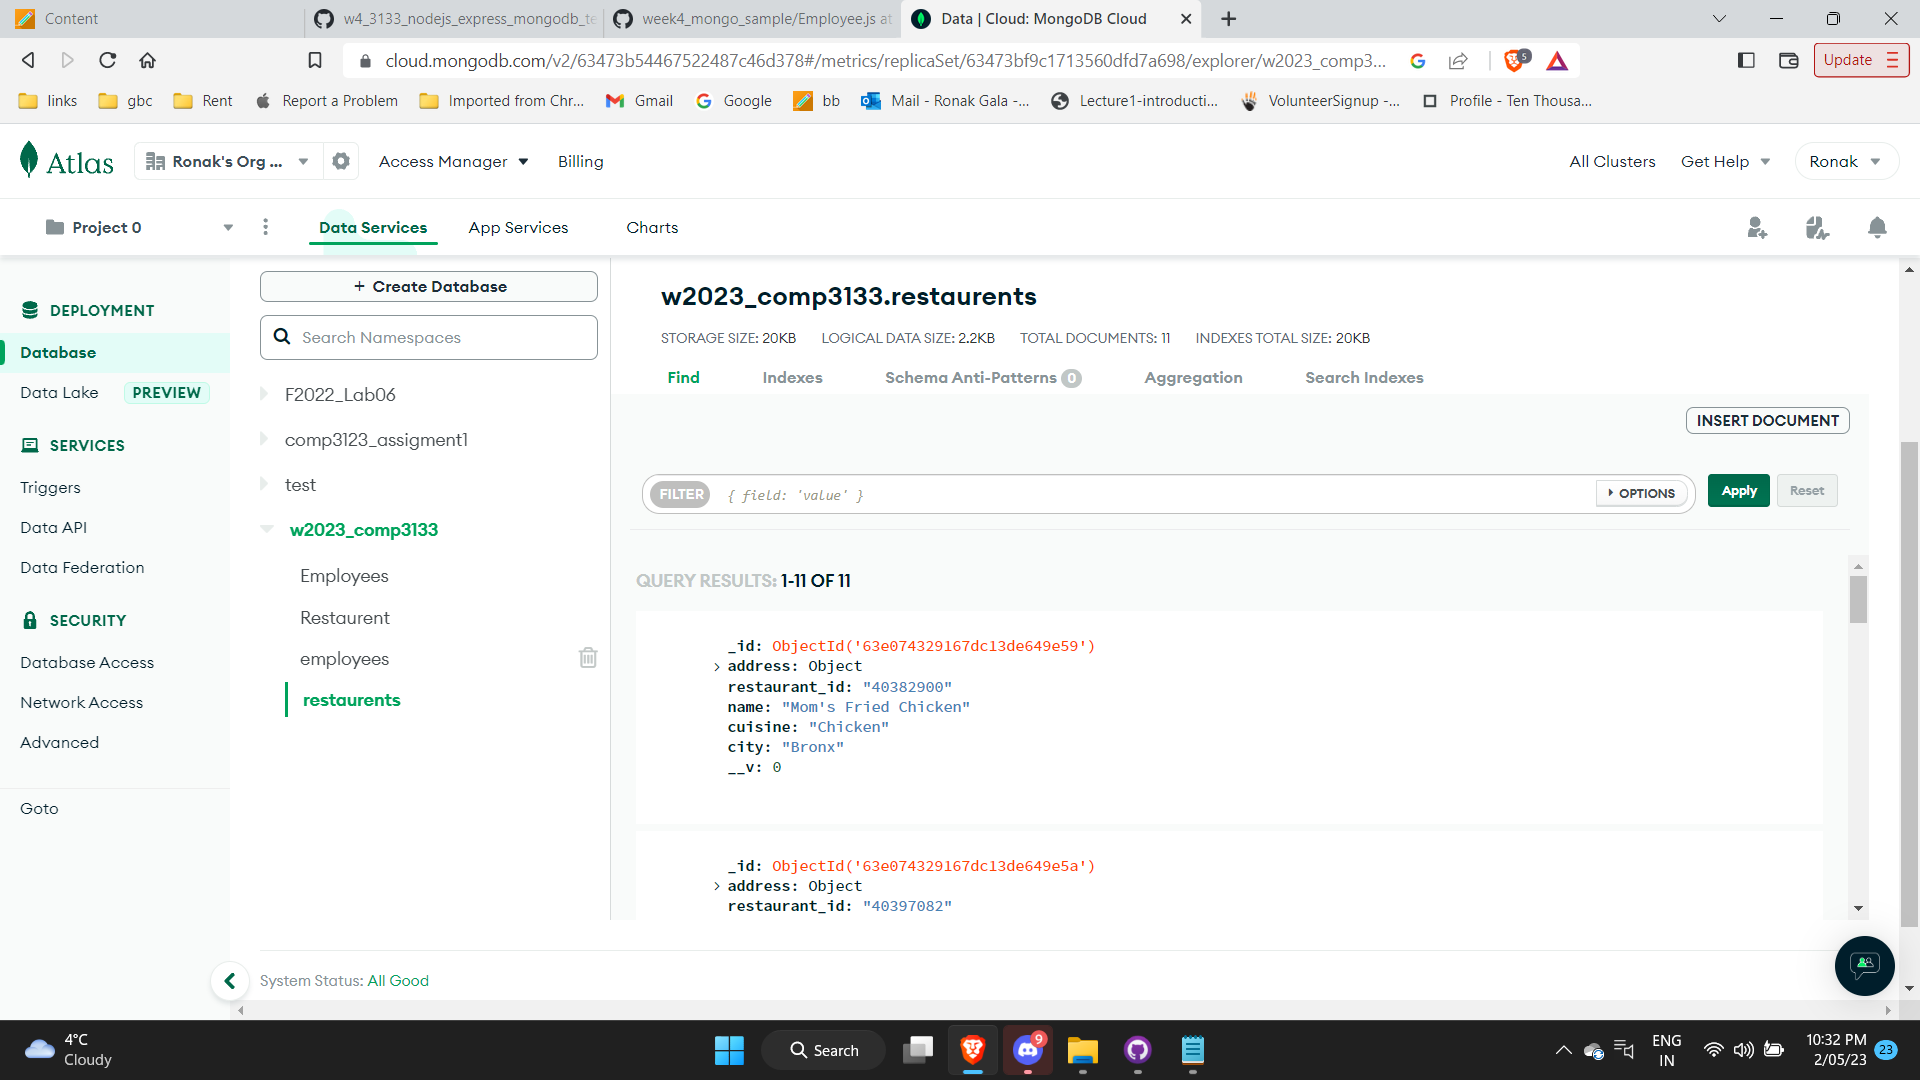 Content
w4_3133_nodejs_express_mongodb_te
week4_mongo_sample/Employee.js at
Data | Cloud: MongoDB Cloud
cloud.mongodb.com/v2/63473b54467522487c46d378#/metrics/replicaSet/63473bf9c1713560dfd7a698/explorer/w2023_comp3...
5
Update
links
gbc
Rent
Report a Problem
Imported from Chr...
Gmail
Google
bb
Mail - Ronak Gala -...
Lecture1-introducti...
VolunteerSignup -...
Profile - Ten Thousa...
Atlas
Ronak's Org ...
Access Manager
Billing
All Clusters
Get Help
Ronak
Project 0
Data Services
App Services
Charts
DEPLOYMENT
Database
Data Lake
PREVIEW
SERVICES
Triggers
Data API
Data Federation
SECURITY
Database Access
Network Access
Advanced
Goto
+ Create Database
Search Namespaces
F2022_Lab06
comp3123_assigment1
test
w2023_comp3133
Employees
Restaurent
employees
restaurents
w2023_comp3133.restaurents
STORAGE SIZE: 20KB LOGICAL DATA SIZE: 2.2KB TOTAL DOCUMENTS: 11 INDEXES TOTAL SIZE: 20KB
Find
Indexes
Schema Anti-Patterns 0
Aggregation
Search Indexes
INSERT DOCUMENT
FILTER
{ field: 'value' }
OPTIONS
Apply
Reset
QUERY RESULTS: 1-11 OF 11
_id: ObjectId('63e074329167dc13de649e59')
address: Object
restaurant_id: "40382900"
name: "Mom's Fried Chicken"
cuisine: "Chicken"
city: "Bronx"
__v: 0
_id: ObjectId('63e074329167dc13de649e5a')
address: Object
restaurant_id: "40397082"
System Status: All Good
4°C
Cloudy
Search
9
ENG
IN
10:32 PM
2/05/23
23